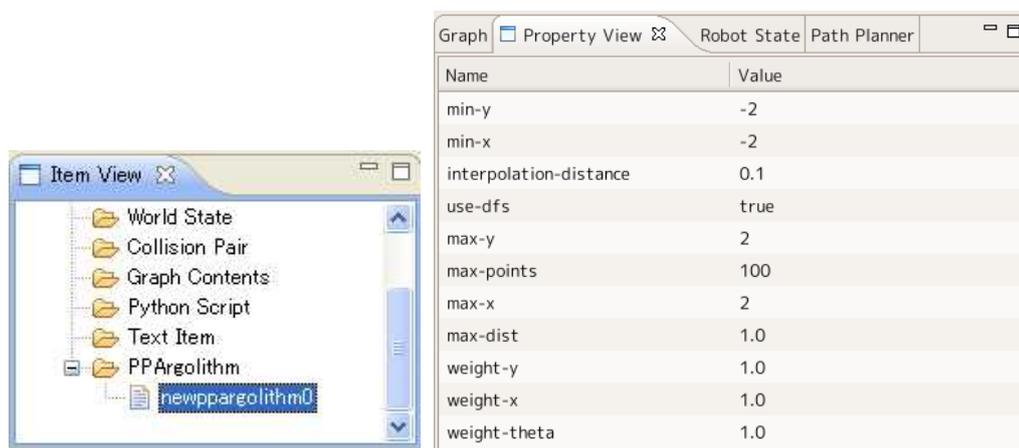 Item View
World State
Collision Pair
Graph Contents
Python Script
Text Item
PPArgolithm
newppargolithm0
Graph Property View Robot State Path Planner
Name Value
min-y -2
min-x -2
interpolation-distance 0.1
use-dfs true
max-y 2
max-points 100
max-x 2
max-dist 1.0
weight-y 1.0
weight-x 1.0
weight-theta 1.0